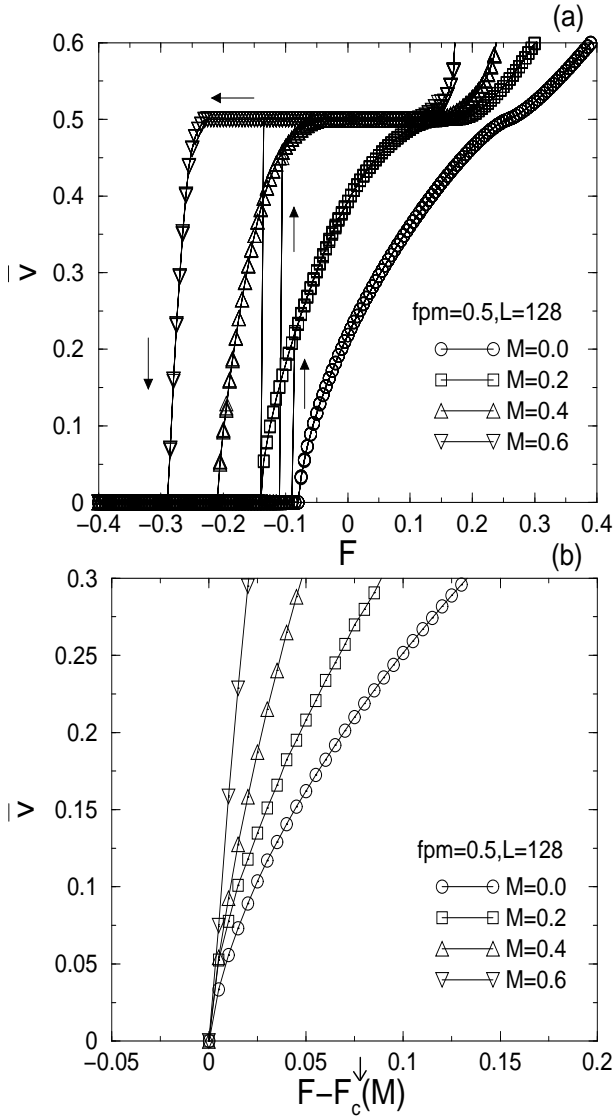 (a)
0.6
0.5
0.4
0.3
0.2
0.1
0
v̅
fpm=0.5,L=128
M=0.0
M=0.2
M=0.4
M=0.6
−0.4 −0.3 −0.2 −0.1 0 0.1 0.2 0.3 0.4
F
(b)
0.3
0.25
0.2
0.15
0.1
0.05
0
v̅
fpm=0.5,L=128
M=0.0
M=0.2
M=0.4
M=0.6
−0.05 0 0.05 0.1 0.15 0.2
F−F_c^↓(M)